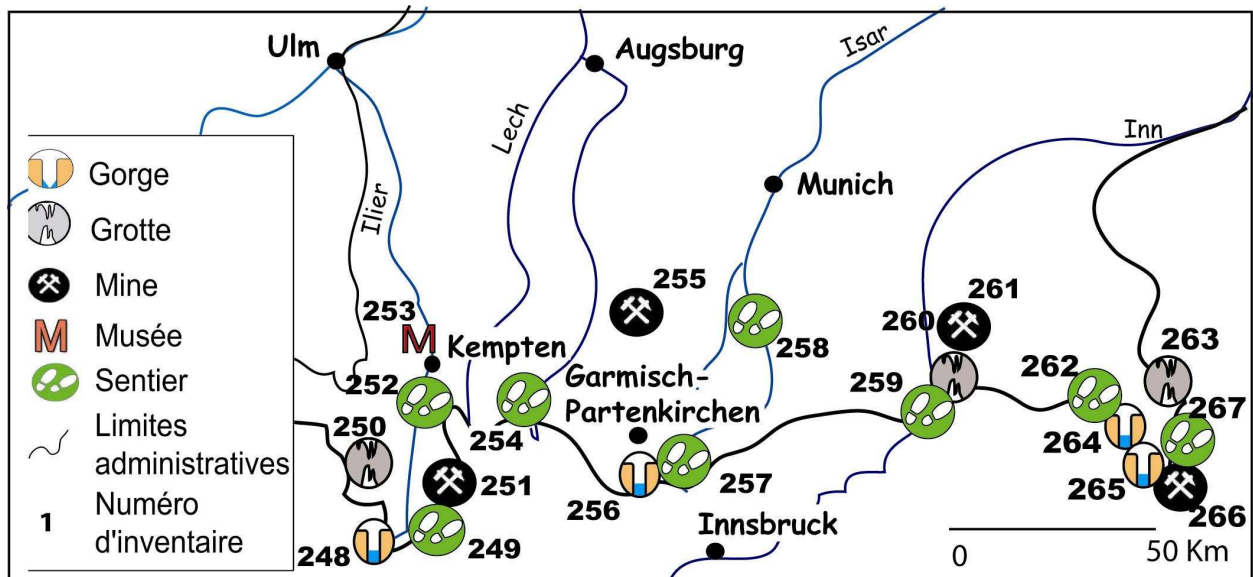 Ulm
Augsburg
Isar
Lech
Inn
Ilier
Munich
Gorge
Grotte
Mine
Musée
Sentier
Limites
administratives
1
Numéro
d'inventaire
253
M
M
Kempten
255
258
261
260
263
252
254
Garmisch-
Partenkirchen
259
262
267
250
251
256
257
264
265
266
248
249
Innsbruck
0
50 Km